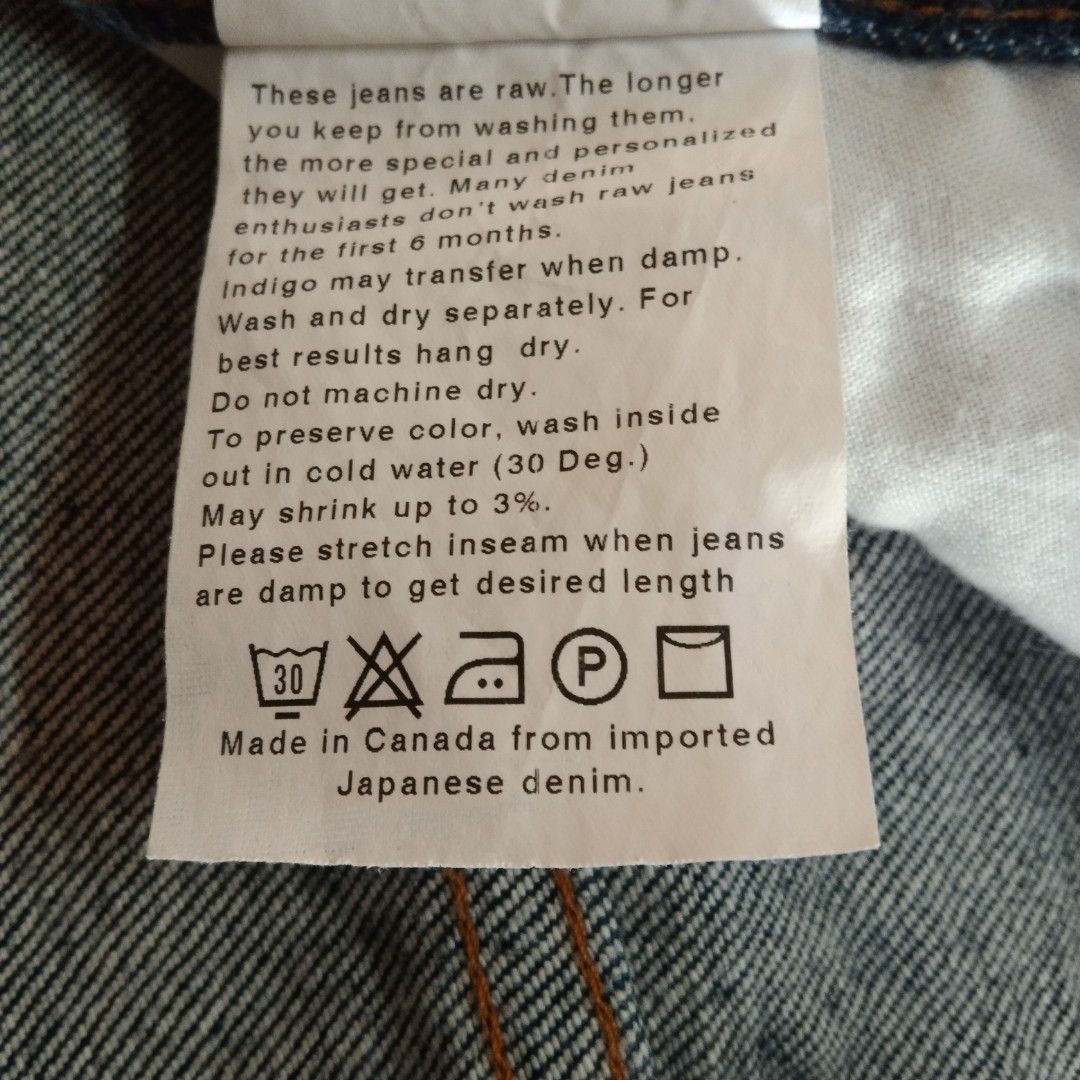 These jeans are raw.The longer
you keep from washing them.
the more special and personalized
they will get. Many denim
enthusiasts don't wash raw jeans
for the first 6 months.
Indigo may transfer when damp.
Wash and dry separately. For
best results hang dry.
Do not machine dry.
To preserve color, wash inside
out in cold water (30 Deg.)
May shrink up to 3%.
Please stretch inseam when jeans
are damp to get desired length
30 P
Made in Canada from imported
Japanese denim.